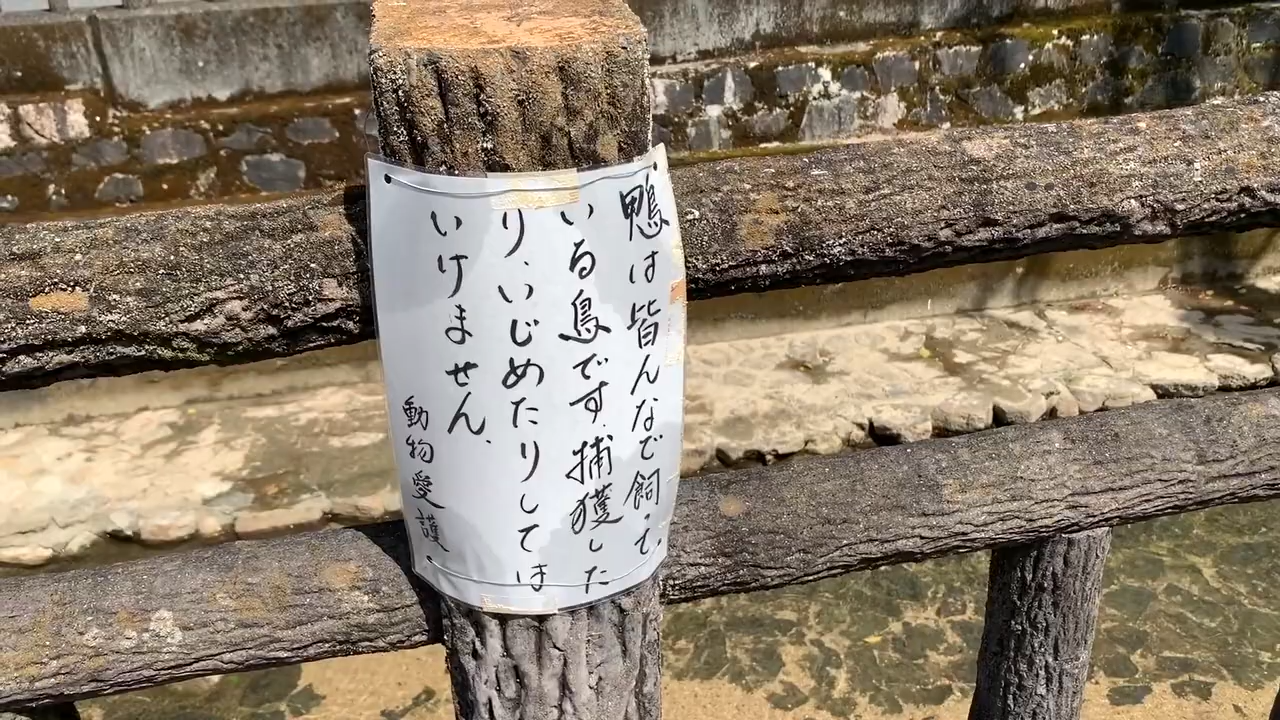 鴨は皆んなで飼って
いる鳥です。捕獲した
り、いじめたりしては
いけません。
動物愛護